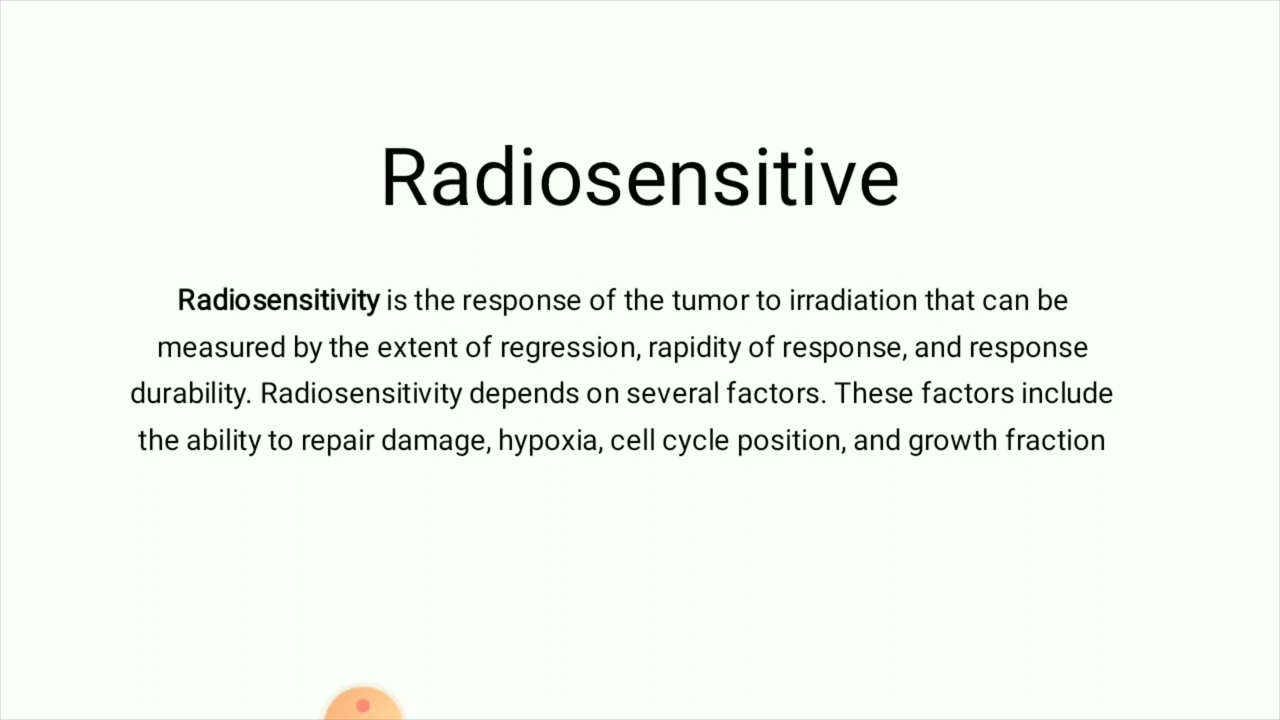 Radiosensitive
Radiosensitivity is the response of the tumor to irradiation that can be
measured by the extent of regression, rapidity of response, and response
durability. Radiosensitivity depends on several factors. These factors include
the ability to repair damage, hypoxia, cell cycle position, and growth fraction